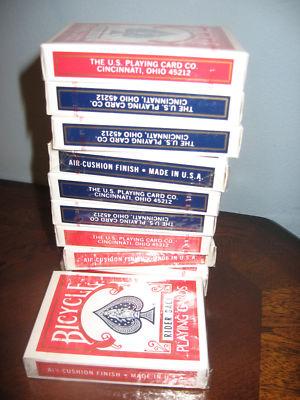 THE U.S. PLAYING CARD CO.
CINCINNATI, OHIO 45212
THE U.S. PLAYING CARD CO.
CINCINNATI, OHIO 45212
THE U.S. PLAYING CARD CO.
CINCINNATI, OHIO 45212
AIR-CUSHION FINISH • MADE IN U.S.A.
THE U.S. PLAYING CARD CO.
CINCINNATI, OHIO 45212
THE U.S. PLAYING CARD CO.
CINCINNATI, OHIO 45212
THE U.S. PLAYING CARD CO.
CINCINNATI, OHIO 45212
AIR-CUSHION FINISH • MADE IN U.S.A.
BICYCLE
RIDER BACK
PLAYING CARDS
AIR-CUSHION FINISH • MADE IN U.S.